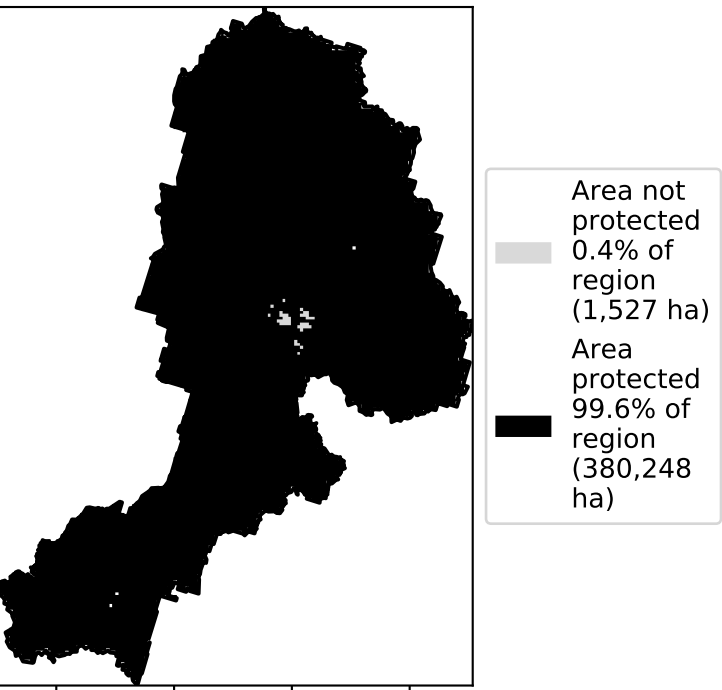 Area not
protected
0.4% of
region
(1,527 ha)
Area
protected
99.6% of
region
(380,248
ha)